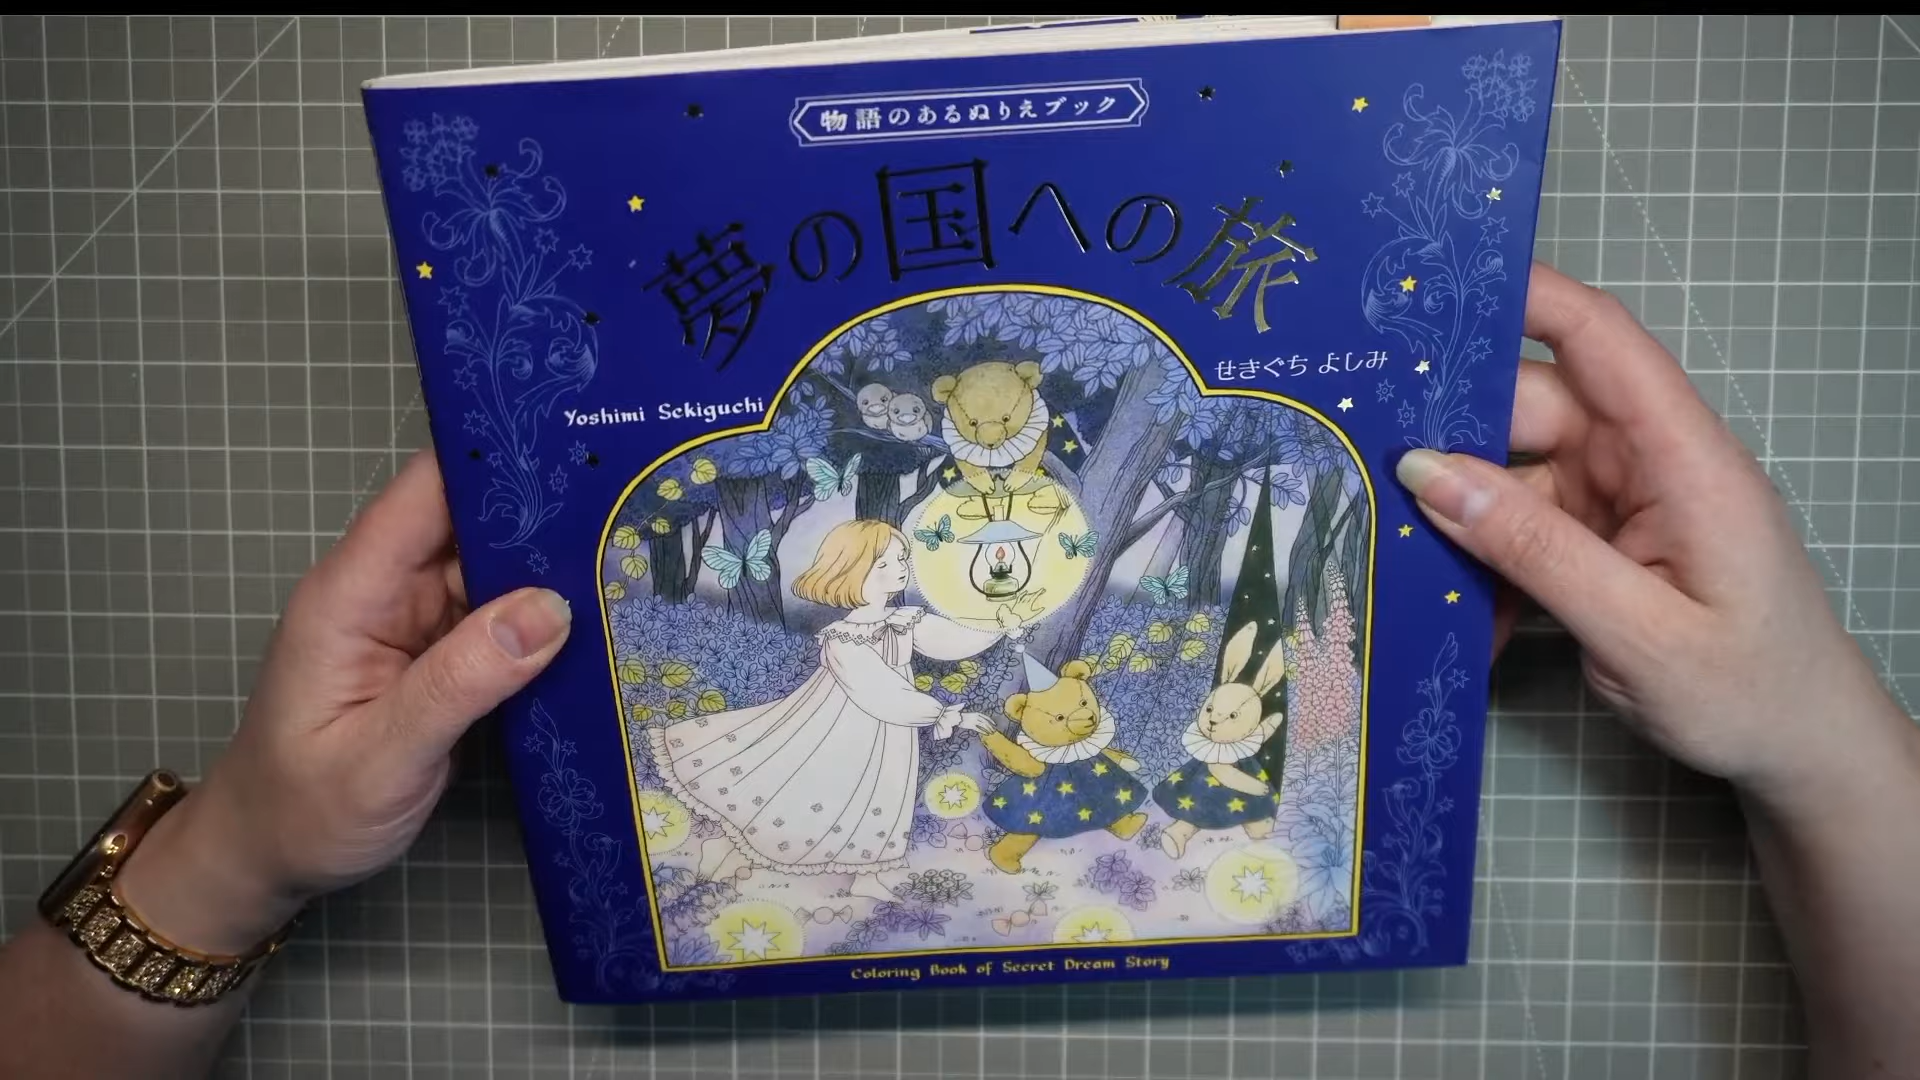 物語のあるぬりえブック
夢の国への旅
せきぐち よしみ
Yoshimi Sekiguchi
Coloring Book of Secret Dream Story